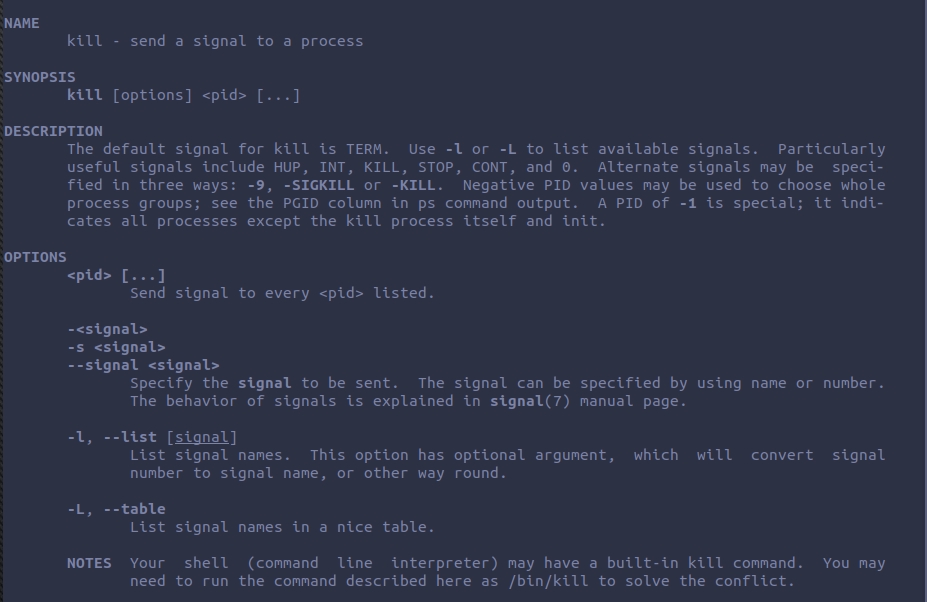 NAME
kill - send a signal to a process
SYNOPSIS
kill [options] <pid> [...]
DESCRIPTION
The default signal for kill is TERM.  Use -l or -L to list available signals.  Particularly
useful signals include HUP, INT, KILL, STOP, CONT, and 0.  Alternate signals may be  speci-
fied in three ways: -9, -SIGKILL or -KILL.  Negative PID values may be used to choose whole
process groups; see the PGID column in ps command output.  A PID of -1 is special; it indi-
cates all processes except the kill process itself and init.
OPTIONS
<pid> [...]
Send signal to every <pid> listed.
-<signal>
-s <signal>
--signal <signal>
Specify the signal to be sent.  The signal can be specified by using name or number.
The behavior of signals is explained in signal(7) manual page.
-l, --list [signal]
List signal names.  This option has optional argument,  which  will  convert  signal
number to signal name, or other way round.
-L, --table
List signal names in a nice table.
NOTES  Your  shell  (command  line  interpreter) may have a built-in kill command.  You may
need to run the command described here as /bin/kill to solve the conflict.